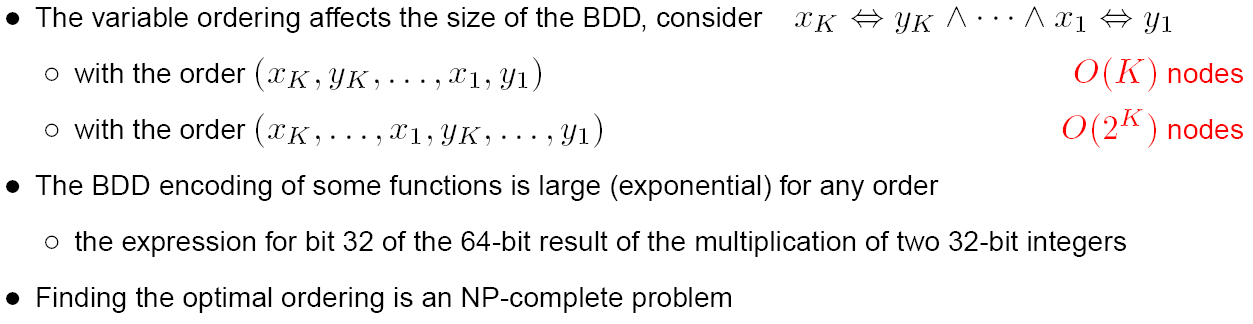 ● The variable ordering affects the size of the BDD, consider x_K ⇔ y_K ∧ ⋯ ∧ x_1 ⇔ y_1
○ with the order (x_K, y_K, . . . , x_1, y_1) O(K) nodes
○ with the order (x_K, . . . , x_1, y_K, . . . , y_1) O(2^K) nodes
● The BDD encoding of some functions is large (exponential) for any order
○ the expression for bit 32 of the 64-bit result of the multiplication of two 32-bit integers
● Finding the optimal ordering is an NP-complete problem